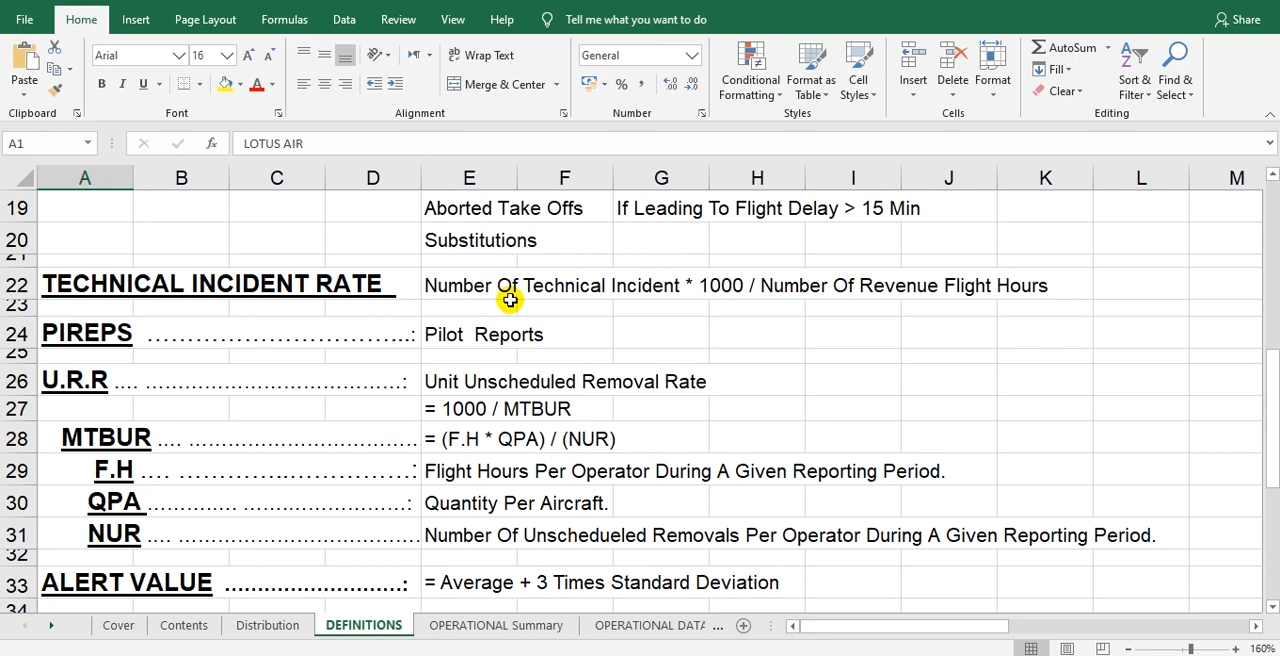 File Home Insert Page Layout Formulas Data Review View Help Tell me what you want to do Share
Arial 16 Wrap Text General AutoSum
Paste B I U Merge & Center % , Conditional Formatting Format as Table Cell Styles Insert Delete Format Fill Clear Sort & Filter Find & Select
Clipboard Font Alignment Number Styles Cells Editing
A1 fx LOTUS AIR
A B C D E F G H I J K L M
19 Aborted Take Offs If Leading To Flight Delay > 15 Min
20 Substitutions
21
22 TECHNICAL INCIDENT RATE Number Of Technical Incident * 1000 / Number Of Revenue Flight Hours
23
24 PIREPS ……………………………...: Pilot  Reports
25
26 U.R.R .... ………………………………: Unit Unscheduled Removal Rate
27 = 1000 / MTBUR
28 MTBUR .... …………………………. = (F.H * QPA) / (NUR)
29 F.H .... ……………………………: Flight Hours Per Operator During A Given Reporting Period.
30 QPA ………….. ………………….: Quantity Per Aircraft.
31 NUR .... …………………………….Number Of Unschedueled Removals Per Operator During A Given Reporting Period.
32
33 ALERT VALUE ……………………….: = Average + 3 Times Standard Deviation
34
Cover Contents Distribution DEFINITIONS OPERATIONAL Summary OPERATIONAL DATA ...
160%